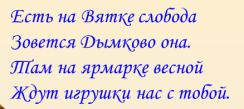 Есть на Вятке слобода
Зовется Дымково она.
Там на ярмарке весной
Ждут игрушки нас с тобой.